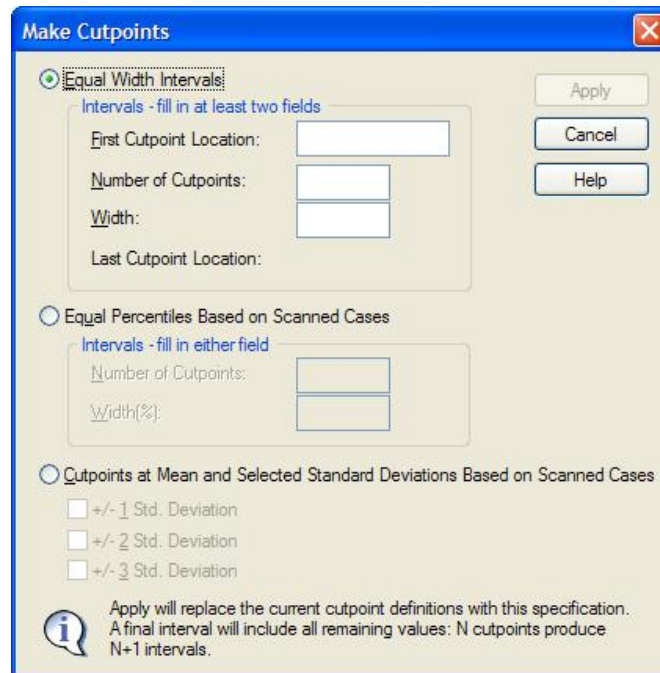 Make Cutpoints
Equal Width Intervals
Intervals - fill in at least two fields
First Cutpoint Location:
Number of Cutpoints:
Width:
Last Cutpoint Location:
Apply
Cancel
Help
Equal Percentiles Based on Scanned Cases
Intervals - fill in either field
Number of Cutpoints:
Width(%):
Cutpoints at Mean and Selected Standard Deviations Based on Scanned Cases
+/- 1 Std. Deviation
+/- 2 Std. Deviation
+/- 3 Std. Deviation
Apply will replace the current cutpoint definitions with this specification.
A final interval will include all remaining values: N cutpoints produce
N+1 intervals.